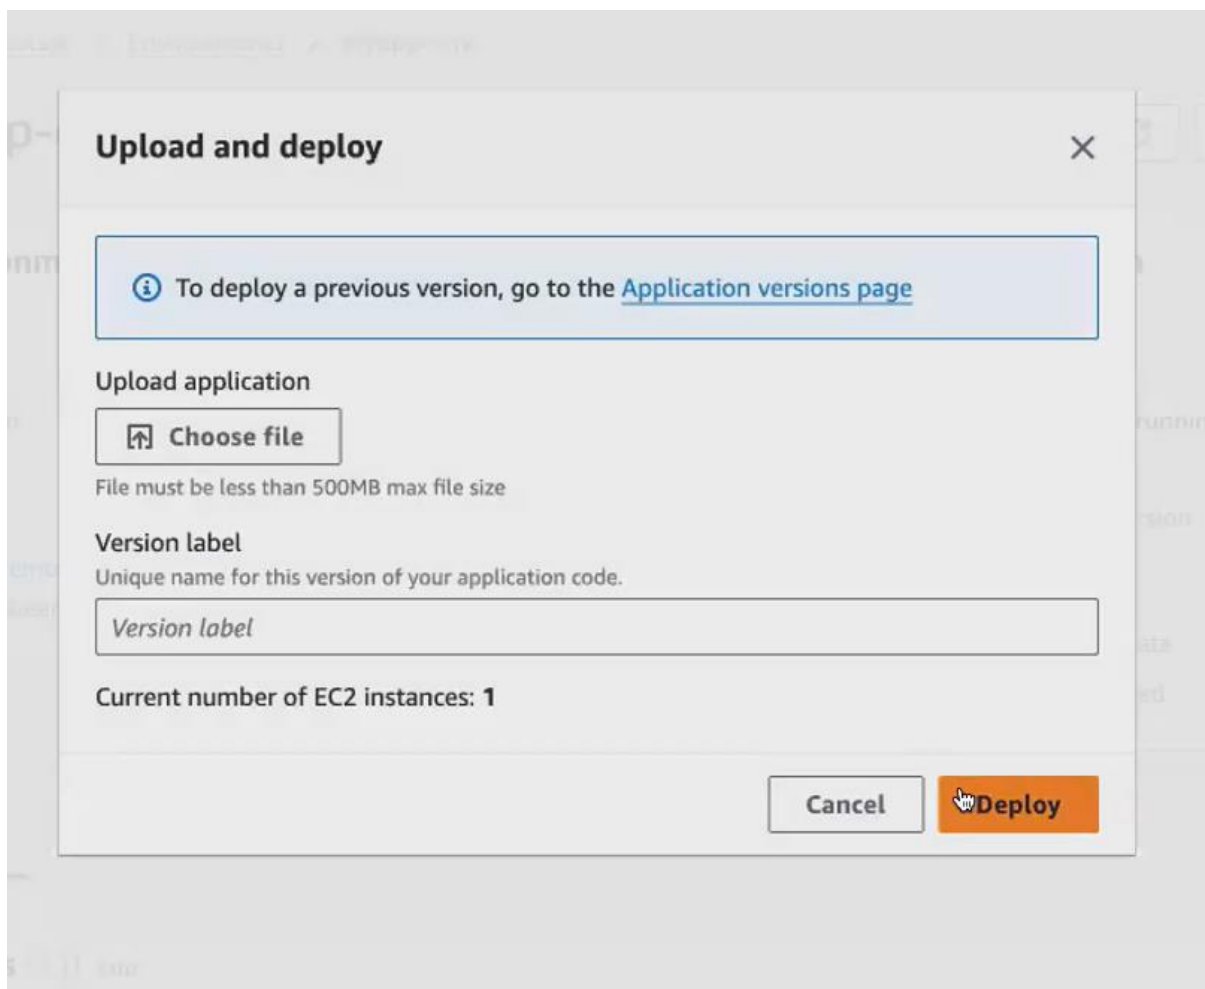 Upload and deploy
To deploy a previous version, go to the Application versions page
Upload application
Choose file
File must be less than 500MB max file size
Version label
Unique name for this version of your application code.
Version label
Current number of EC2 instances: 1
Cancel
Deploy